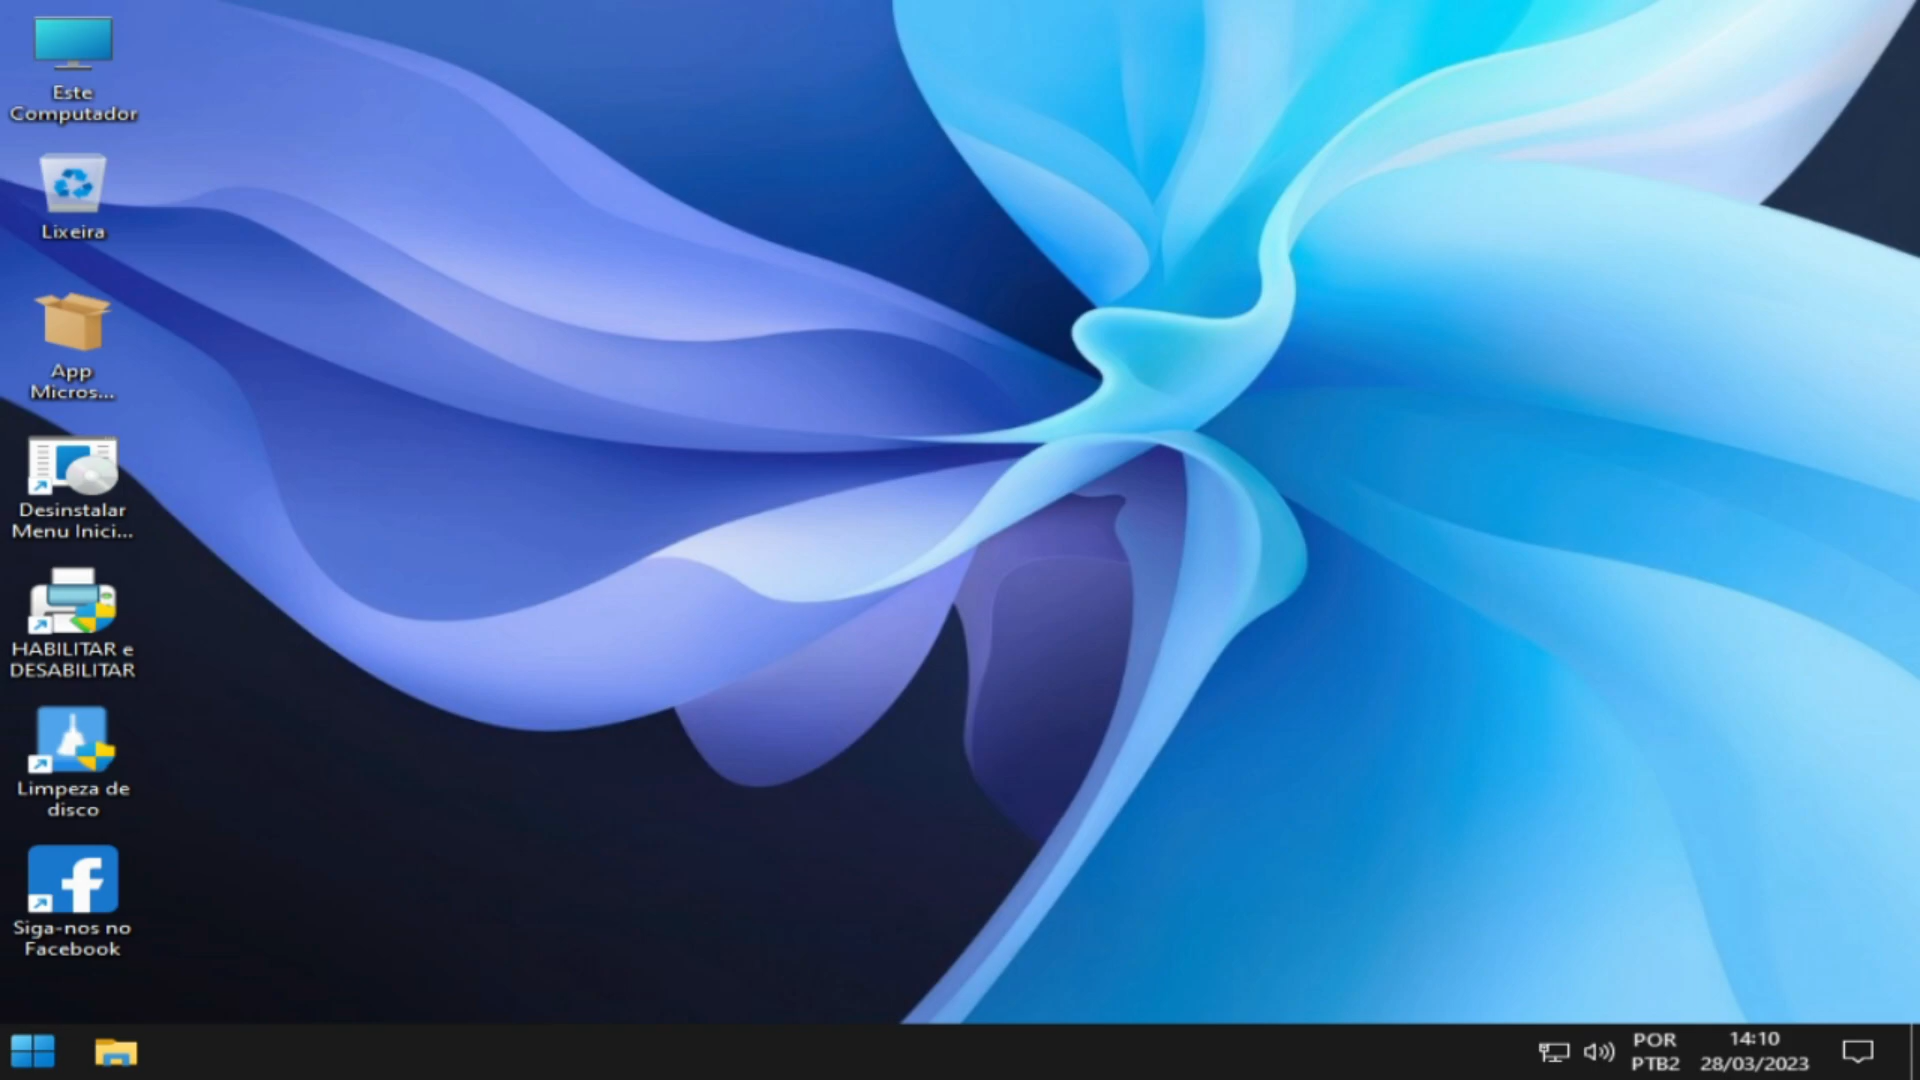 Este
Computador
Lixeira
App
Micros...
Desinstalar
Menu Inici...
HABILITAR e
DESABILITAR
Limpeza de
disco
Siga-nos no
Facebook
POR
PTB2
14:10
28/03/2023